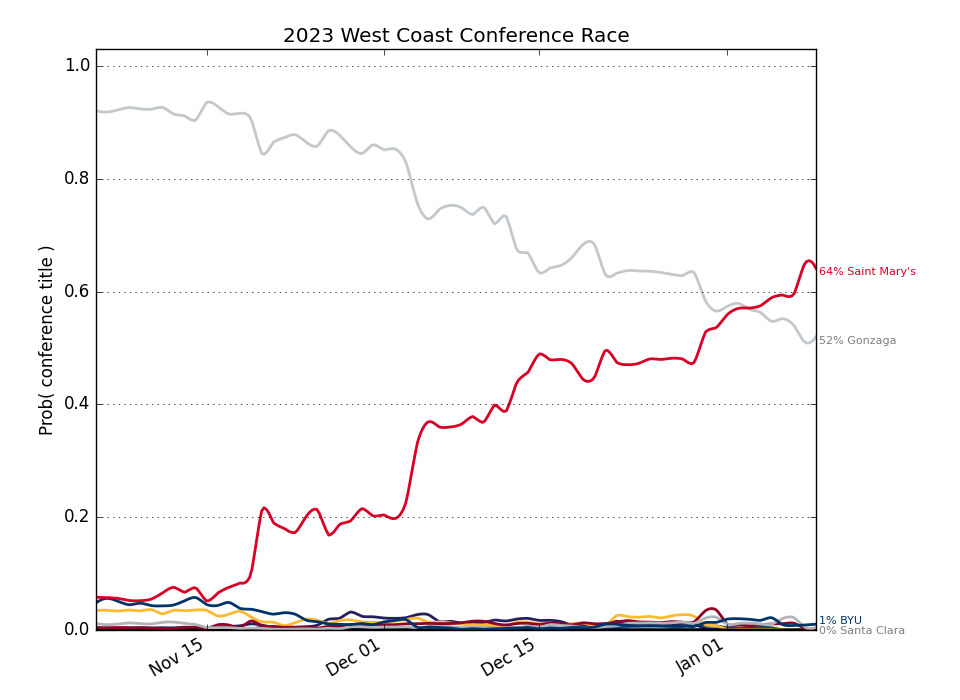 2023 West Coast Conference Race
Prob( conference title )
1.0
0.8
0.6
0.4
0.2
0.0
64% Saint Mary's
52% Gonzaga
1% BYU
0% Santa Clara
Nov 15
Dec 01
Dec 15
Jan 01